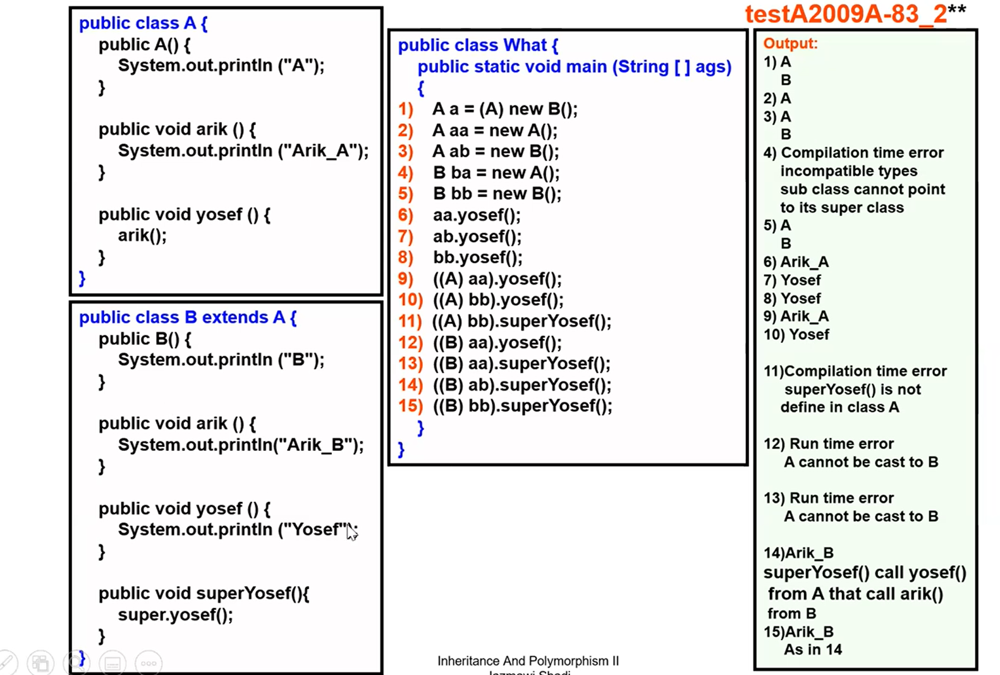 testA2009A-83_2**
public class A {
public A() {
System.out.println ("A");
}
public void arik () {
System.out.println ("Arik_A");
}
public void yosef () {
arik();
}
}
public class B extends A {
public B() {
System.out.println ("B");
}
public void arik () {
System.out.println("Arik_B");
}
public void yosef () {
System.out.println ("Yosef");
}
public void superYosef(){
super.yosef();
}
}
public class What {
public static void main (String [ ] ags)
{
1) A a = (A) new B();
2) A aa = new A();
3) A ab = new B();
4) B ba = new A();
5) B bb = new B();
6) aa.yosef();
7) ab.yosef();
8) bb.yosef();
9) ((A) aa).yosef();
10) ((A) bb).yosef();
11) ((A) bb).superYosef();
12) ((B) aa).yosef();
13) ((B) aa).superYosef();
14) ((B) ab).superYosef();
15) ((B) bb).superYosef();
}
}
Output:
1) A
B
2) A
3) A
B
4) Compilation time error
incompatible types
sub class cannot point
to its super class
5) A
B
6) Arik_A
7) Yosef
8) Yosef
9) Arik_A
10) Yosef
11)Compilation time error
superYosef() is not
define in class A
12) Run time error
A cannot be cast to B
13) Run time error
A cannot be cast to B
14)Arik_B
superYosef() call yosef()
from A that call arik()
from B
15)Arik_B
As in 14
Inheritance And Polymorphism II